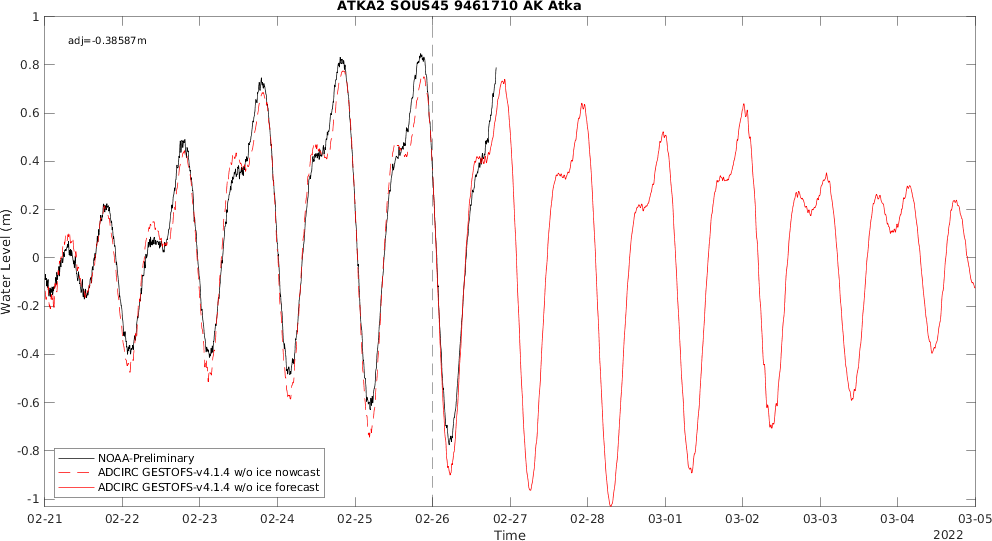 ATKA2 SOUS45 9461710 AK Atka
adj=-0.38587m
Water Level (m)
1
0.8
0.6
0.4
0.2
0
-0.2
-0.4
-0.6
-0.8
-1
NOAA-Preliminary
ADCIRC GESTOFS-v4.1.4 w/o ice nowcast
ADCIRC GESTOFS-v4.1.4 w/o ice forecast
02-21 02-22 02-23 02-24 02-25 02-26 02-27 02-28 03-01 03-02 03-03 03-04 03-05
Time
2022